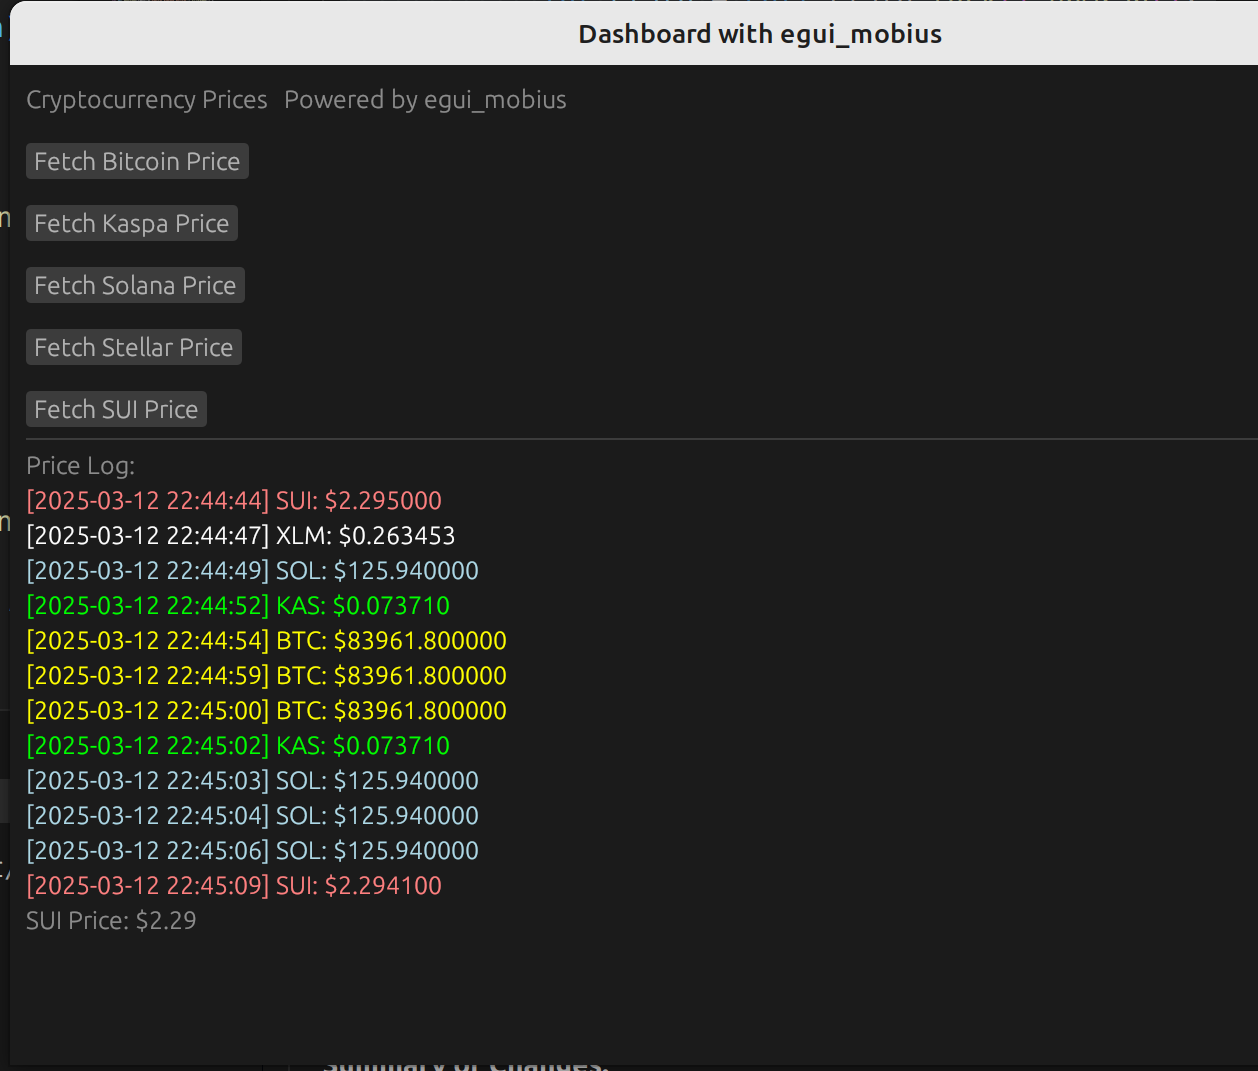 Dashboard with egui_mobius
Cryptocurrency Prices Powered by egui_mobius
Fetch Bitcoin Price
Fetch Kaspa Price
Fetch Solana Price
Fetch Stellar Price
Fetch SUI Price
Price Log:
[2025-03-12 22:44:44] SUI: $2.295000
[2025-03-12 22:44:47] XLM: $0.263453
[2025-03-12 22:44:49] SOL: $125.940000
[2025-03-12 22:44:52] KAS: $0.073710
[2025-03-12 22:44:54] BTC: $83961.800000
[2025-03-12 22:44:59] BTC: $83961.800000
[2025-03-12 22:45:00] BTC: $83961.800000
[2025-03-12 22:45:02] KAS: $0.073710
[2025-03-12 22:45:03] SOL: $125.940000
[2025-03-12 22:45:04] SOL: $125.940000
[2025-03-12 22:45:06] SOL: $125.940000
[2025-03-12 22:45:09] SUI: $2.294100
SUI Price: $2.29
Summary of Changes: